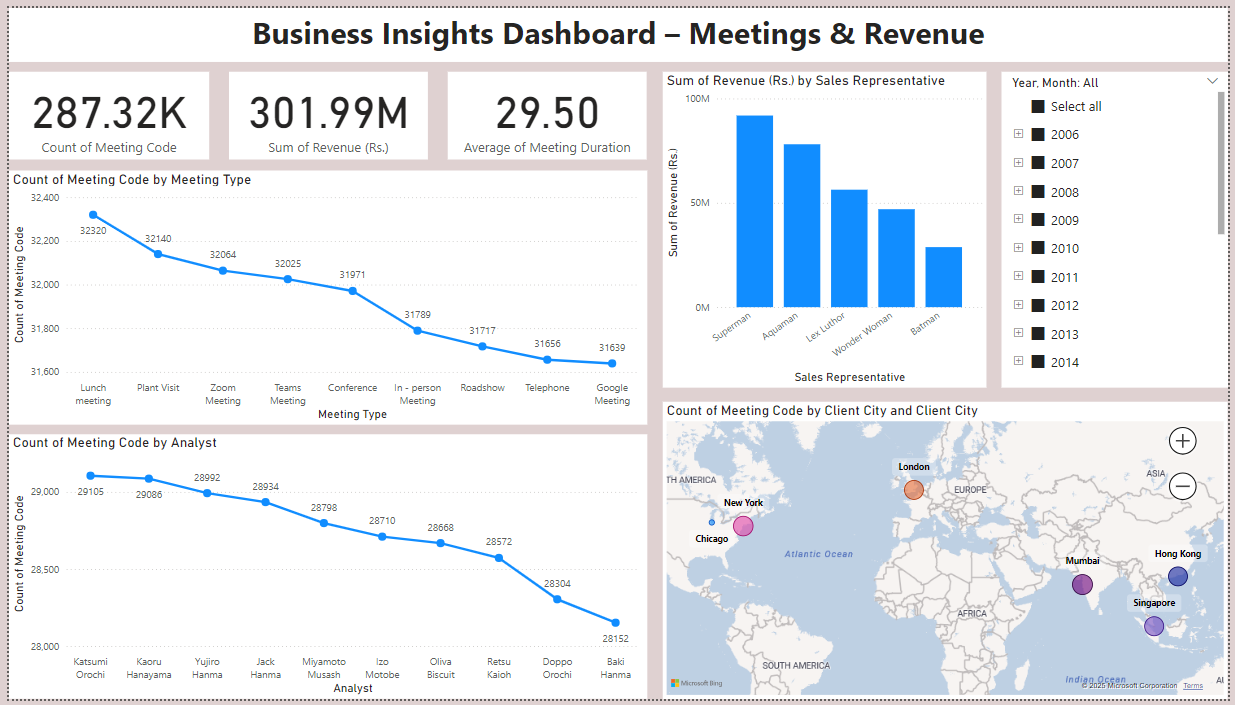 Business Insights Dashboard – Meetings & Revenue
287.32K
Count of Meeting Code
301.99M
Sum of Revenue (Rs.)
29.50
Average of Meeting Duration
Count of Meeting Code by Meeting Type
Count of Meeting Code
32,400
32,200
32,000
31,800
31,600
32320
32140
32064
32025
31971
31789
31717
31656
31639
Lunch meeting
Plant Visit
Zoom Meeting
Teams Meeting
Conference
In - person Meeting
Roadshow
Telephone
Google Meeting
Meeting Type
Count of Meeting Code by Analyst
Count of Meeting Code
29,000
28,500
28,000
29105
29086
28992
28934
28798
28710
28668
28572
28304
28152
Katsumi Orochi
Kaoru Hanayama
Yujiro Hanma
Jack Hanma
Miyamoto Musash
Izo Motobe
Oliva Biscuit
Retsu Kaioh
Doppo Orochi
Baki Hanma
Analyst
Sum of Revenue (Rs.) by Sales Representative
Sum of Revenue (Rs.)
100M
50M
0M
Superman
Aquaman
Lex Luthor
Wonder Woman
Batman
Sales Representative
Year, Month: All
Select all
2006
2007
2008
2009
2010
2011
2012
2013
2014
Count of Meeting Code by Client City and Client City
TH AMERICA
London
EUROPE
ASIA
New York
Chicago
Atlantic Ocean
Mumbai
Hong Kong
Singapore
AFRICA
SOUTH AMERICA
Indian Ocean
AU
Microsoft Bing
© 2025 Microsoft Corporation
Terms